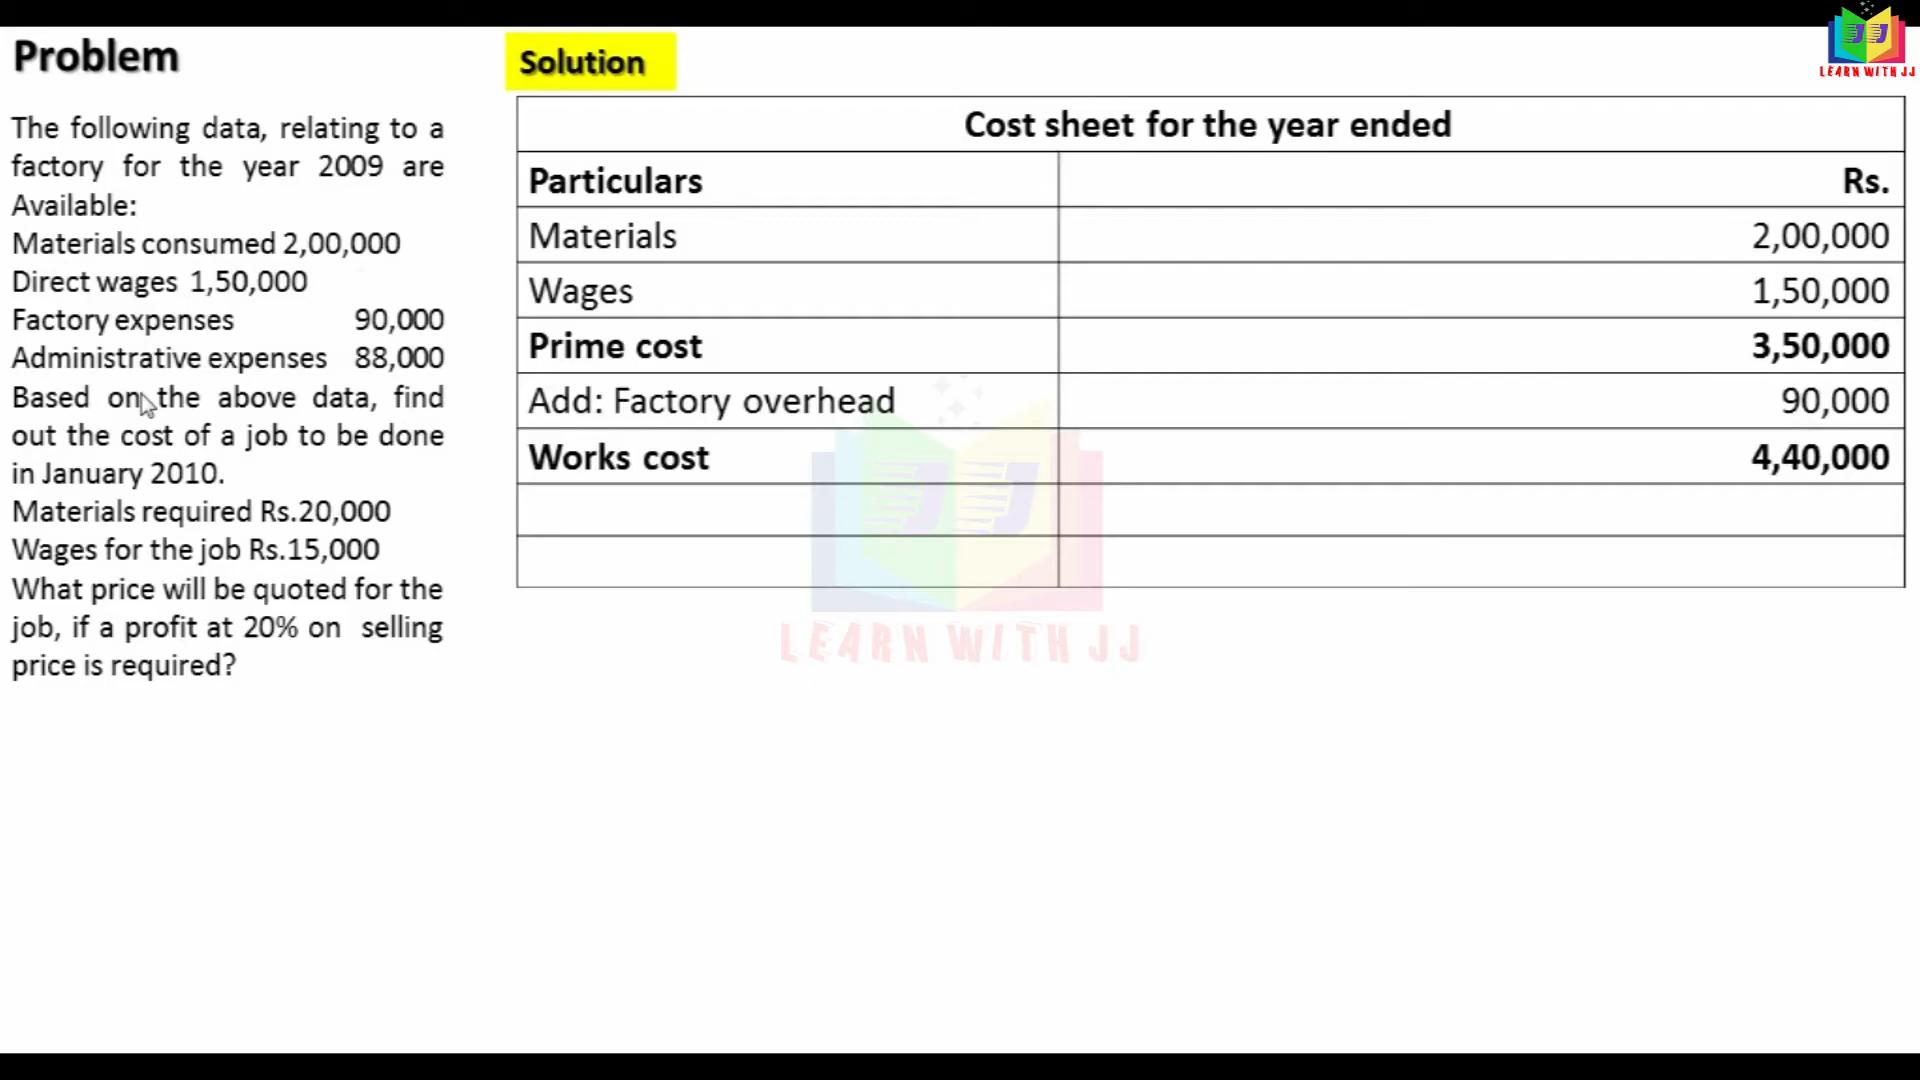 Problem
The following data, relating to a
factory for the year 2009 are
Available:
Materials consumed 2,00,000
Direct wages 1,50,000
Factory expenses 90,000
Administrative expenses 88,000
Based on the above data, find
out the cost of a job to be done
in January 2010.
Materials required Rs.20,000
Wages for the job Rs.15,000
What price will be quoted for the
job, if a profit at 20% on selling
price is required?
Solution
Cost sheet for the year ended
Particulars Rs.
Materials 2,00,000
Wages 1,50,000
Prime cost 3,50,000
Add: Factory overhead 90,000
Works cost 4,40,000
JJ
LEARN WITH JJ
JJ
LEARN WITH JJ